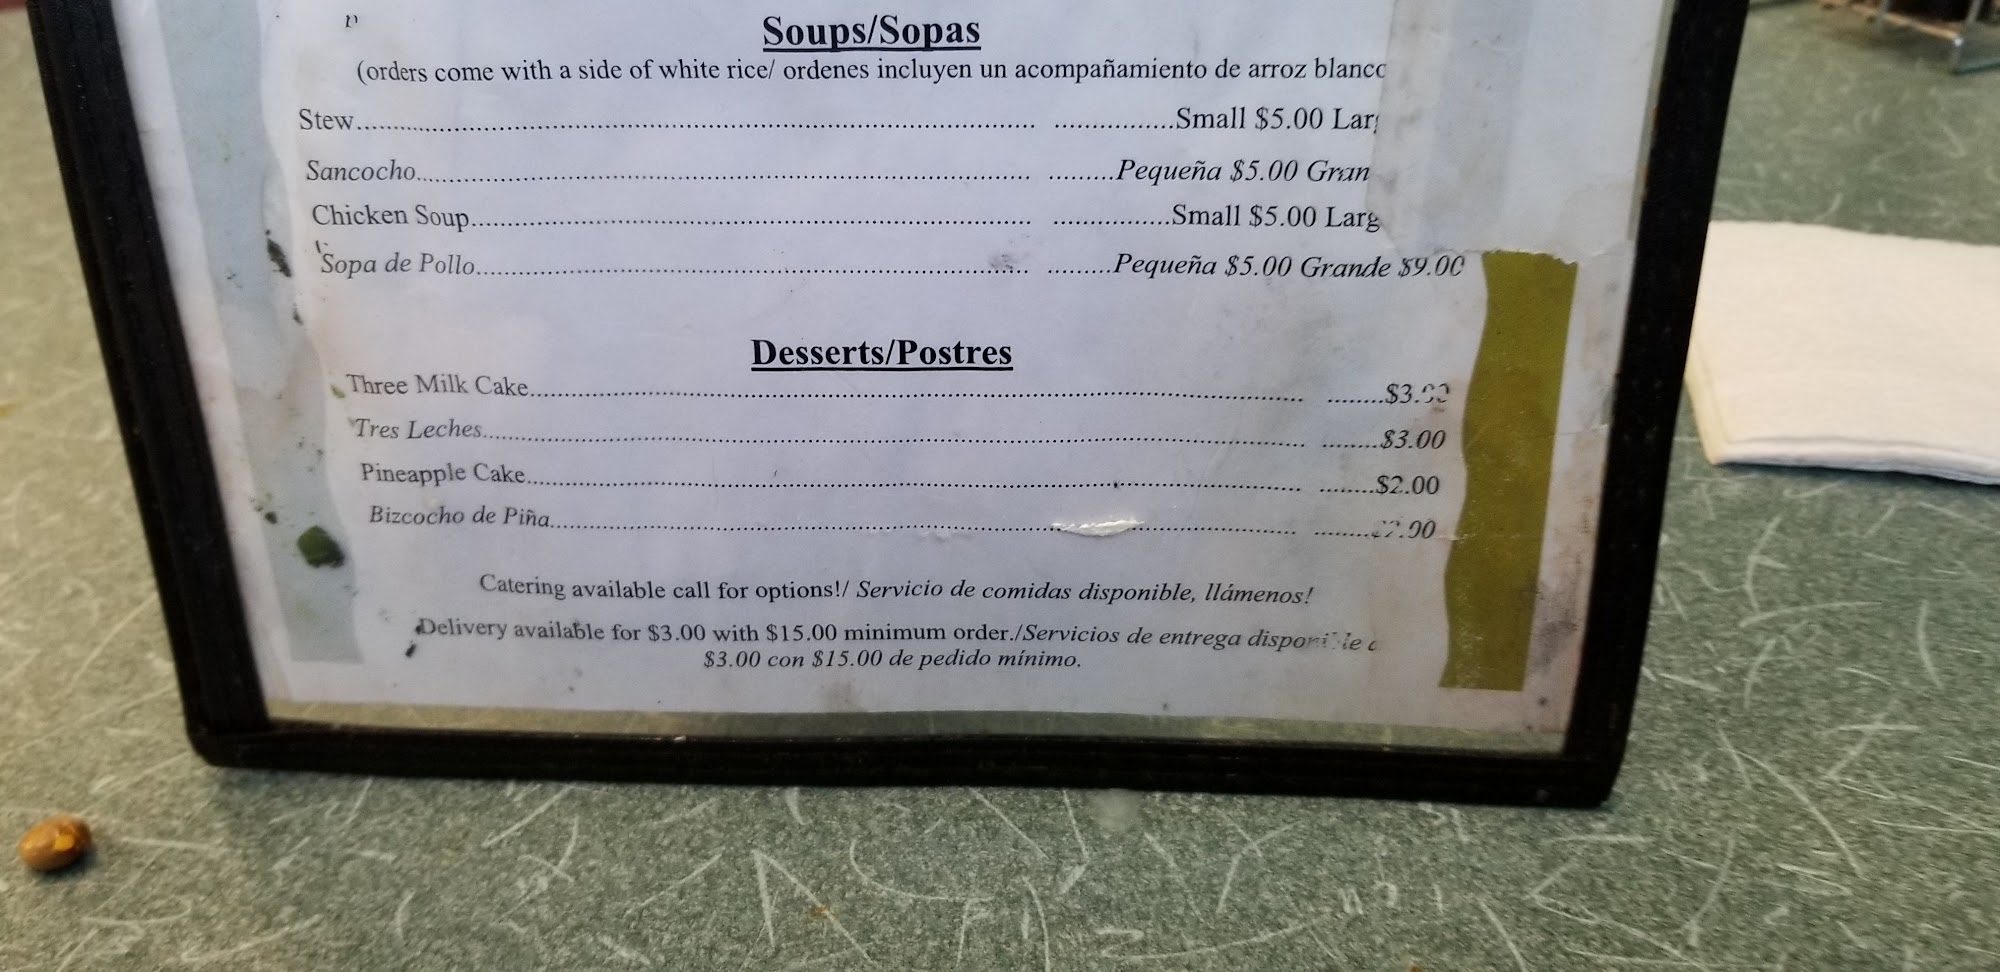 Soups/Sopas
(orders come with a side of white rice/ ordenes incluyen un acompañamiento de arroz blanco
Stew.................... Small $5.00
Sancocho.................... Pequeña $5.00
Chicken Soup.................... Small $5.00
Sopa de Pollo.................... Pequeña $5.00 Grande $9.00
Desserts/Postres
Three Milk Cake.................... $3.00
Tres Leches.................... $3.00
Pineapple Cake.................... $2.00
Bizcocho de Piña....................
Catering available call for options!/ Servicio de comidas disponible, llámenos!
Delivery available for $3.00 with $15.00 minimum order./Servicios de entrega disponible
$3.00 con $15.00 de pedido mínimo.